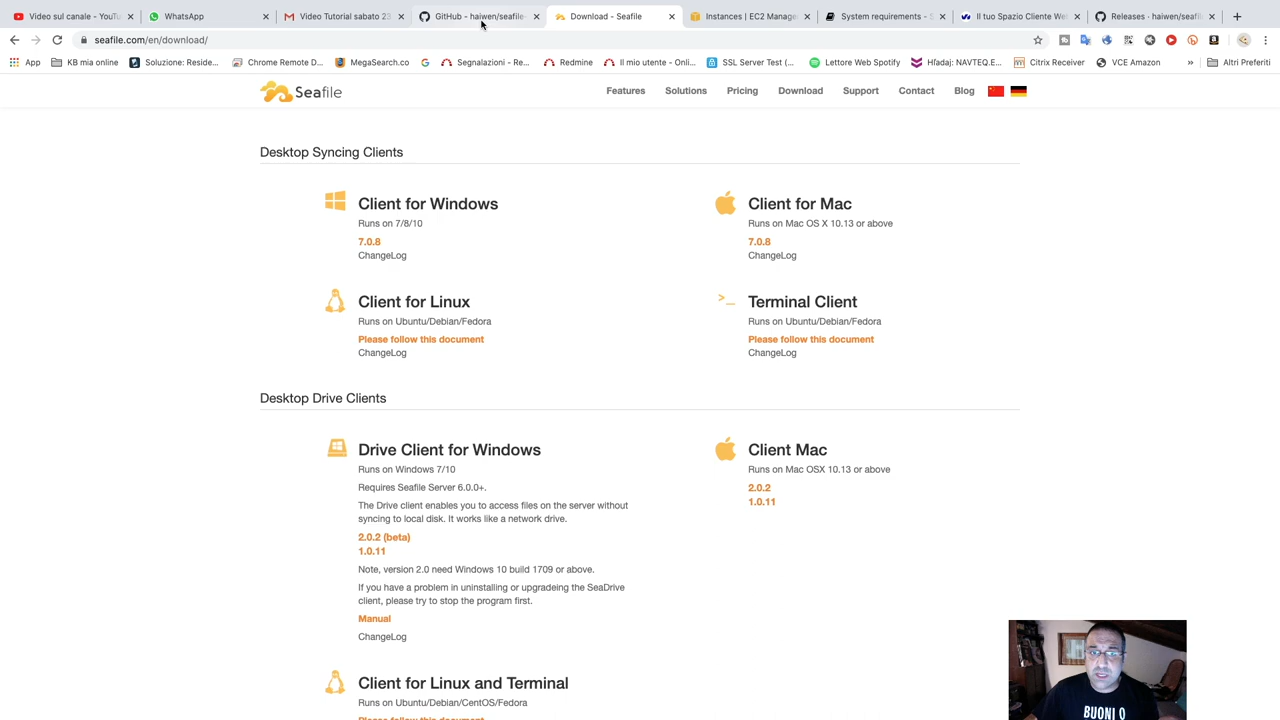 Video sul canale - YouTu
WhatsApp
Video Tutorial sabato 23
GitHub - haiwen/seafile-
Download - Seafile
Instances | EC2 Manage
System requirements - S
Il tuo Spazio Cliente We
Releases · haiwen/seafi
seafile.com/en/download/
App
KB mia online
Soluzione: Reside...
Chrome Remote D...
MegaSearch.co
Segnalazioni - Re...
Redmine
Il mio utente - Onli...
SSL Server Test (...
Lettore Web Spotify
Hľadaj: NAVTEQ.E...
Citrix Receiver
VCE Amazon
»
Altri Preferiti
Seafile
Features
Solutions
Pricing
Download
Support
Contact
Blog
Desktop Syncing Clients
Client for Windows
Runs on 7/8/10
7.0.8
ChangeLog
Client for Mac
Runs on Mac OS X 10.13 or above
7.0.8
ChangeLog
Client for Linux
Runs on Ubuntu/Debian/Fedora
Please follow this document
ChangeLog
Terminal Client
Runs on Ubuntu/Debian/Fedora
Please follow this document
ChangeLog
Desktop Drive Clients
Drive Client for Windows
Runs on Windows 7/10
Requires Seafile Server 6.0.0+.
The Drive client enables you to access files on the server without
syncing to local disk. It works like a network drive.
2.0.2 (beta)
1.0.11
Note, version 2.0 need Windows 10 build 1709 or above.
If you have a problem in uninstalling or upgradeing the SeaDrive
client, please try to stop the program first.
Manual
ChangeLog
Client Mac
Runs on Mac OSX 10.13 or above
2.0.2
1.0.11
Client for Linux and Terminal
Runs on Ubuntu/Debian/CentOS/Fedora
Please follow this document
BUONI O